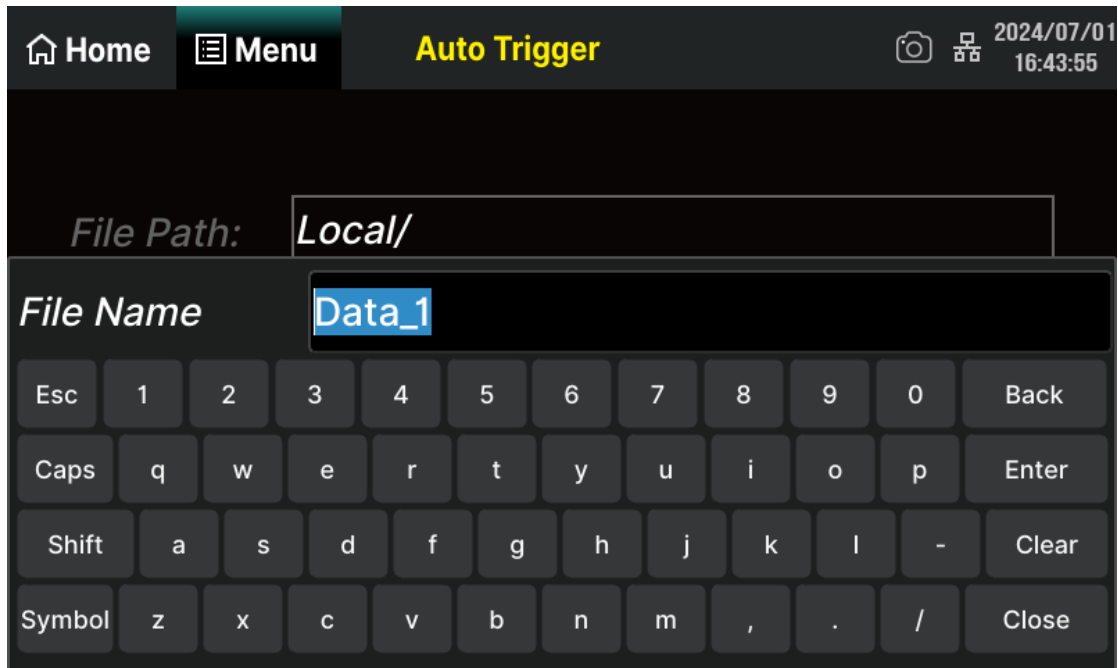 Home Menu Auto Trigger 2024/07/01
16:43:55
File Path: Local/
File Name Data_1
Esc 1 2 3 4 5 6 7 8 9 0 Back
Caps q w e r t y u i o p Enter
Shift a s d f g h j k l - Clear
Symbol z x c v b n m , . / Close